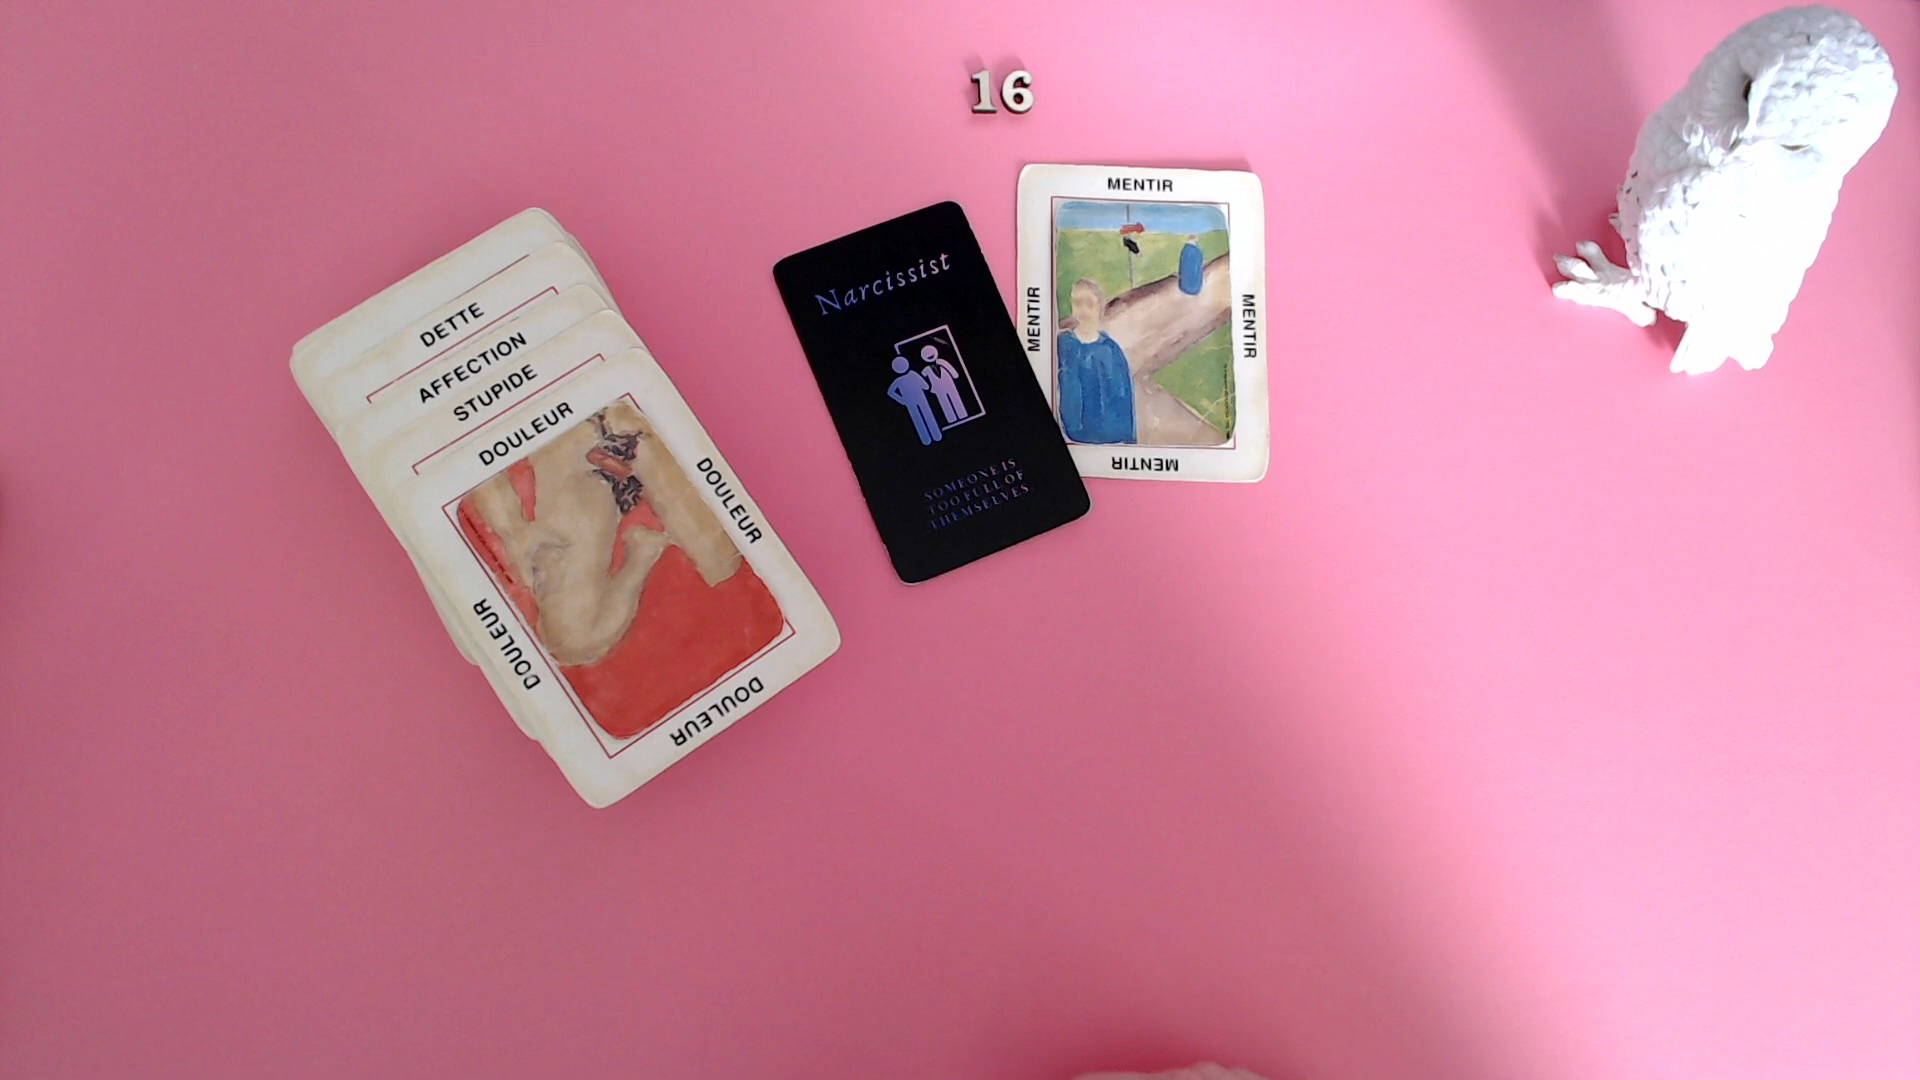 16
MENTIR
MENTIR
MENTIR
MENTIR
Narcissist
SOMEONE IS
TOO FULL OF
THEMSELVES
DETTE
AFFECTION
STUPIDE
DOULEUR
DOULEUR
DOULEUR
DOULEUR